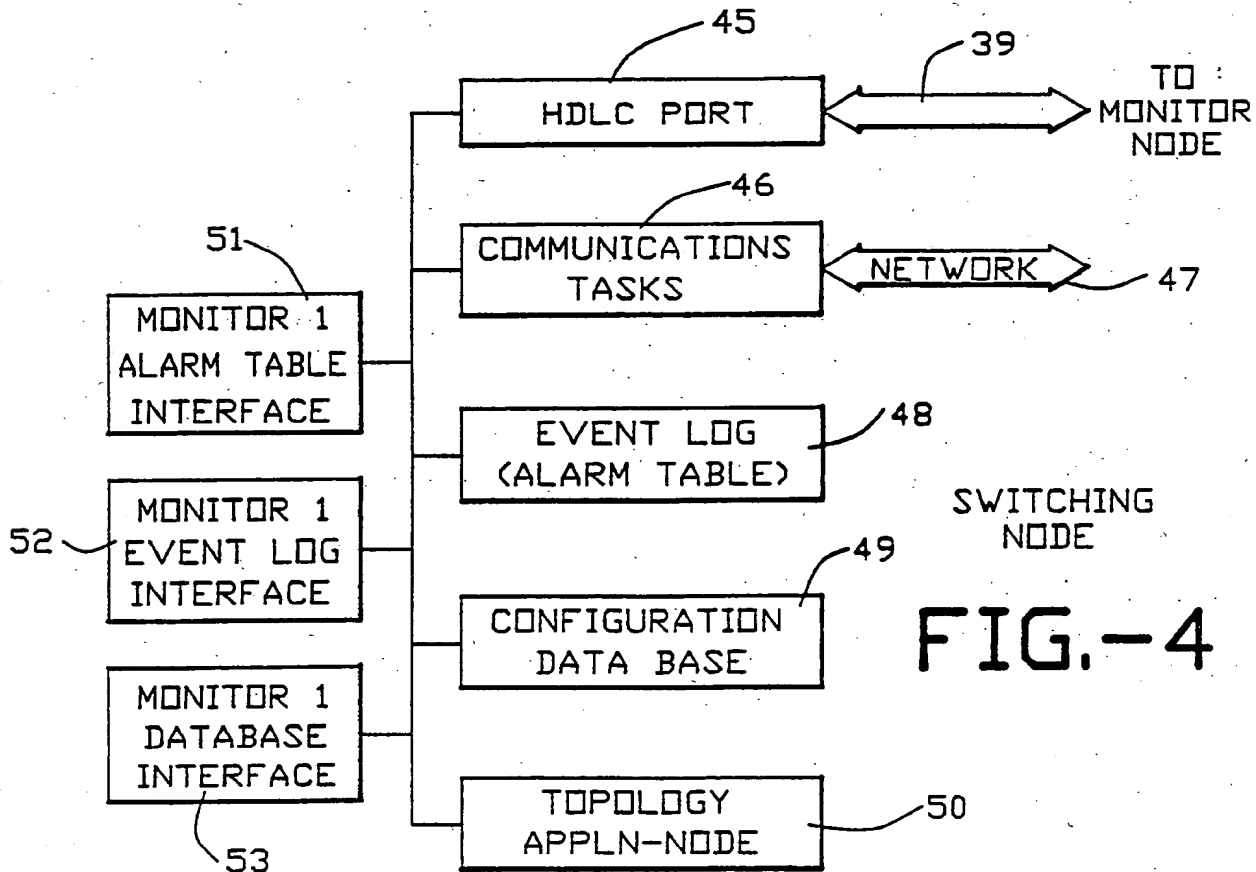 45
39
HDLC PORT
TO
MONITOR
NODE
46
51
COMMUNICATIONS
TASKS
NETWORK
47
MONITOR 1
ALARM TABLE
INTERFACE
48
EVENT LOG
(ALARM TABLE)
52
MONITOR 1
EVENT LOG
INTERFACE
SWITCHING
NODE
49
CONFIGURATION
DATA BASE
FIG.-4
MONITOR 1
DATABASE
INTERFACE
53
TOPOLOGY
APPLN-NODE
50